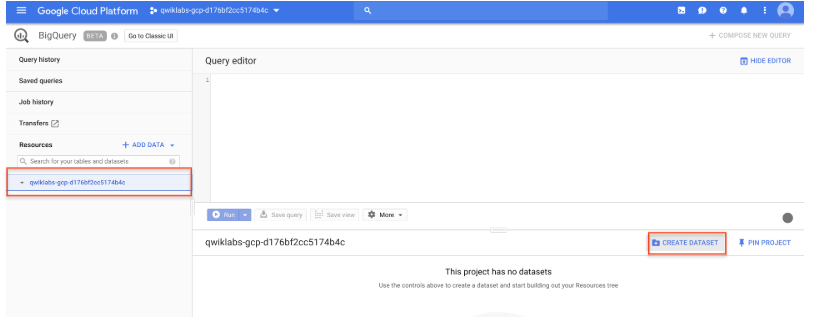 Google Cloud Platform
qwiklabs-gcp-d176bf2cc5174b4c
BigQuery
BETA
Go to Classic UI
+ COMPOSE NEW QUERY
Query history
Saved queries
Job history
Transfers
Resources
+ ADD DATA
Search for your tables and datasets
qwiklabs-gcp-d176bf2cc5174b4c
Query editor
HIDE EDITOR
1
Run
Save query
Save view
More
qwiklabs-gcp-d176bf2cc5174b4c
CREATE DATASET
PIN PROJECT
This project has no datasets
Use the controls above to create a dataset and start building out your Resources tree